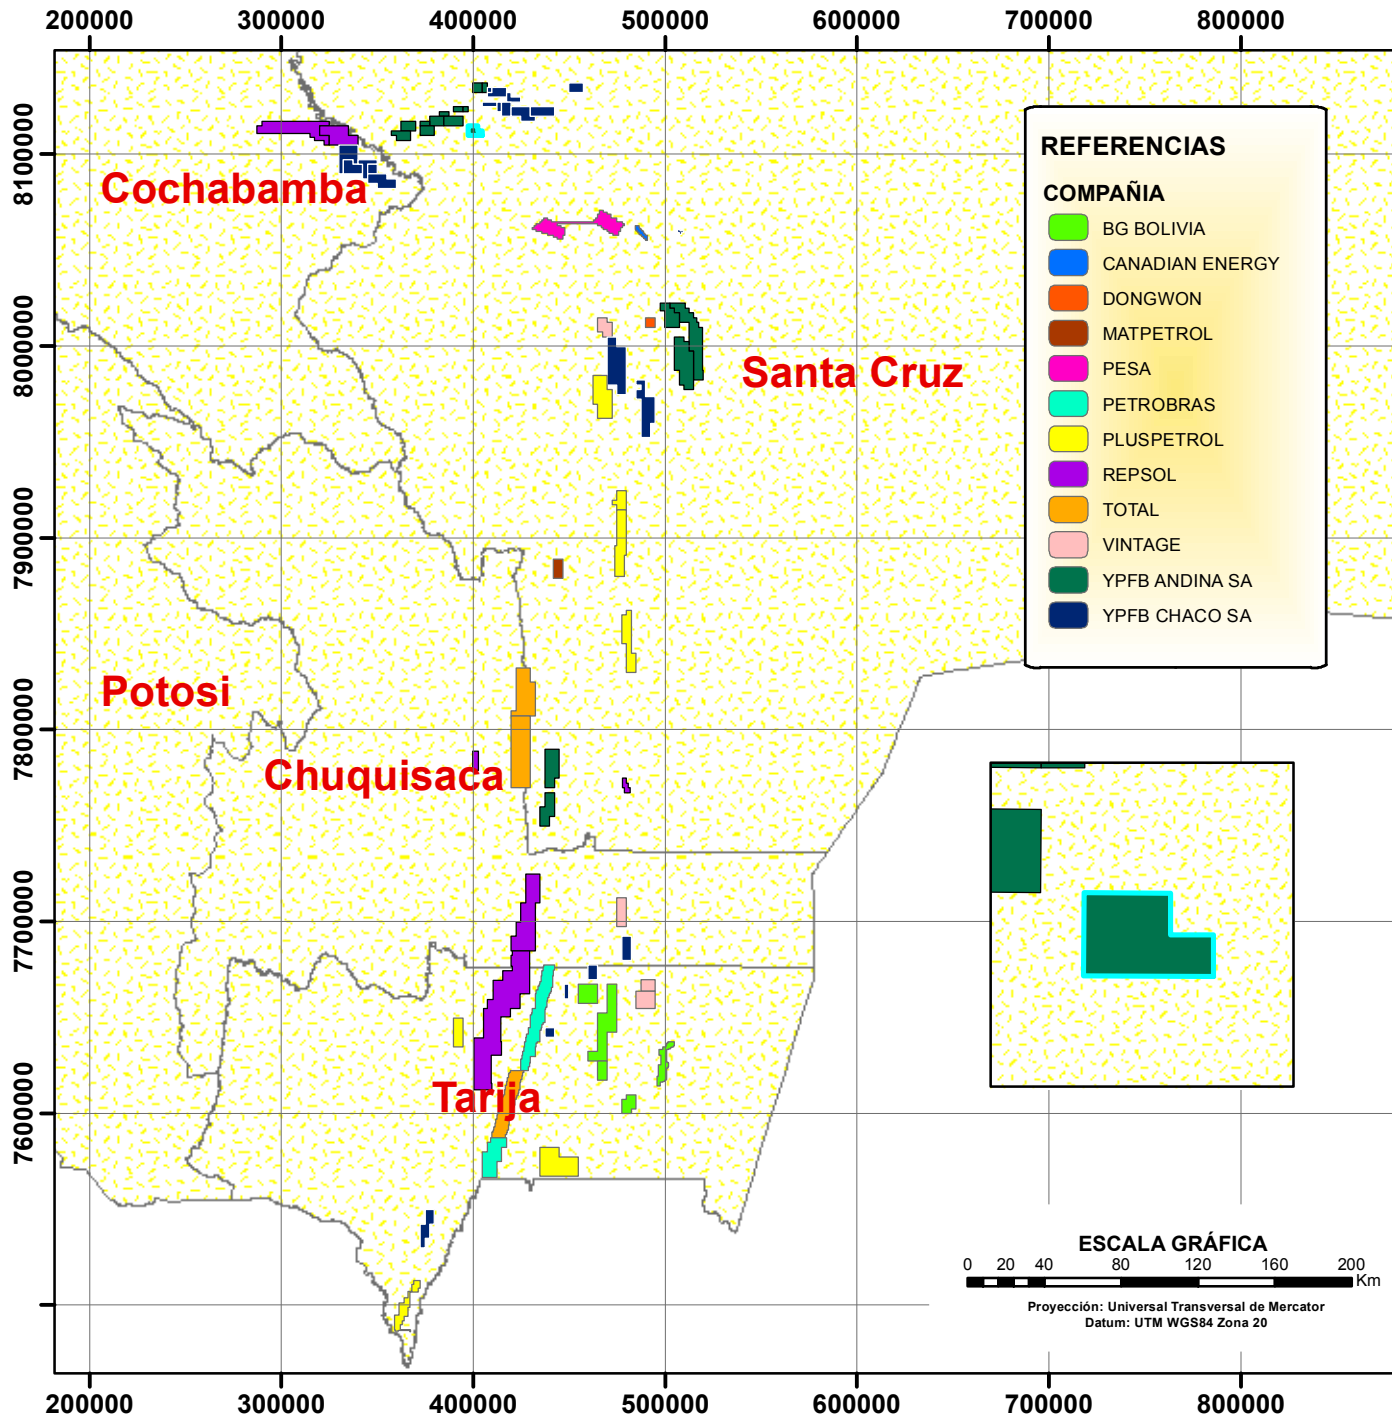 200000 300000 400000 500000 600000 700000 800000
8100000
8000000
7900000
7800000
7700000
7600000
Cochabamba
Santa Cruz
Potosi
Chuquisaca
Tarija
REFERENCIAS
COMPAÑIA
BG BOLIVIA
CANADIAN ENERGY
DONGWON
MATPETROL
PESA
PETROBRAS
PLUSPETROL
REPSOL
TOTAL
VINTAGE
YPFB ANDINA SA
YPFB CHACO SA
ESCALA GRÁFICA
0 20 40 80 120 160 200
Km
Proyección: Universal Transversal de Mercator
Datum: UTM WGS84 Zona 20
200000 300000 400000 500000 600000 700000 800000